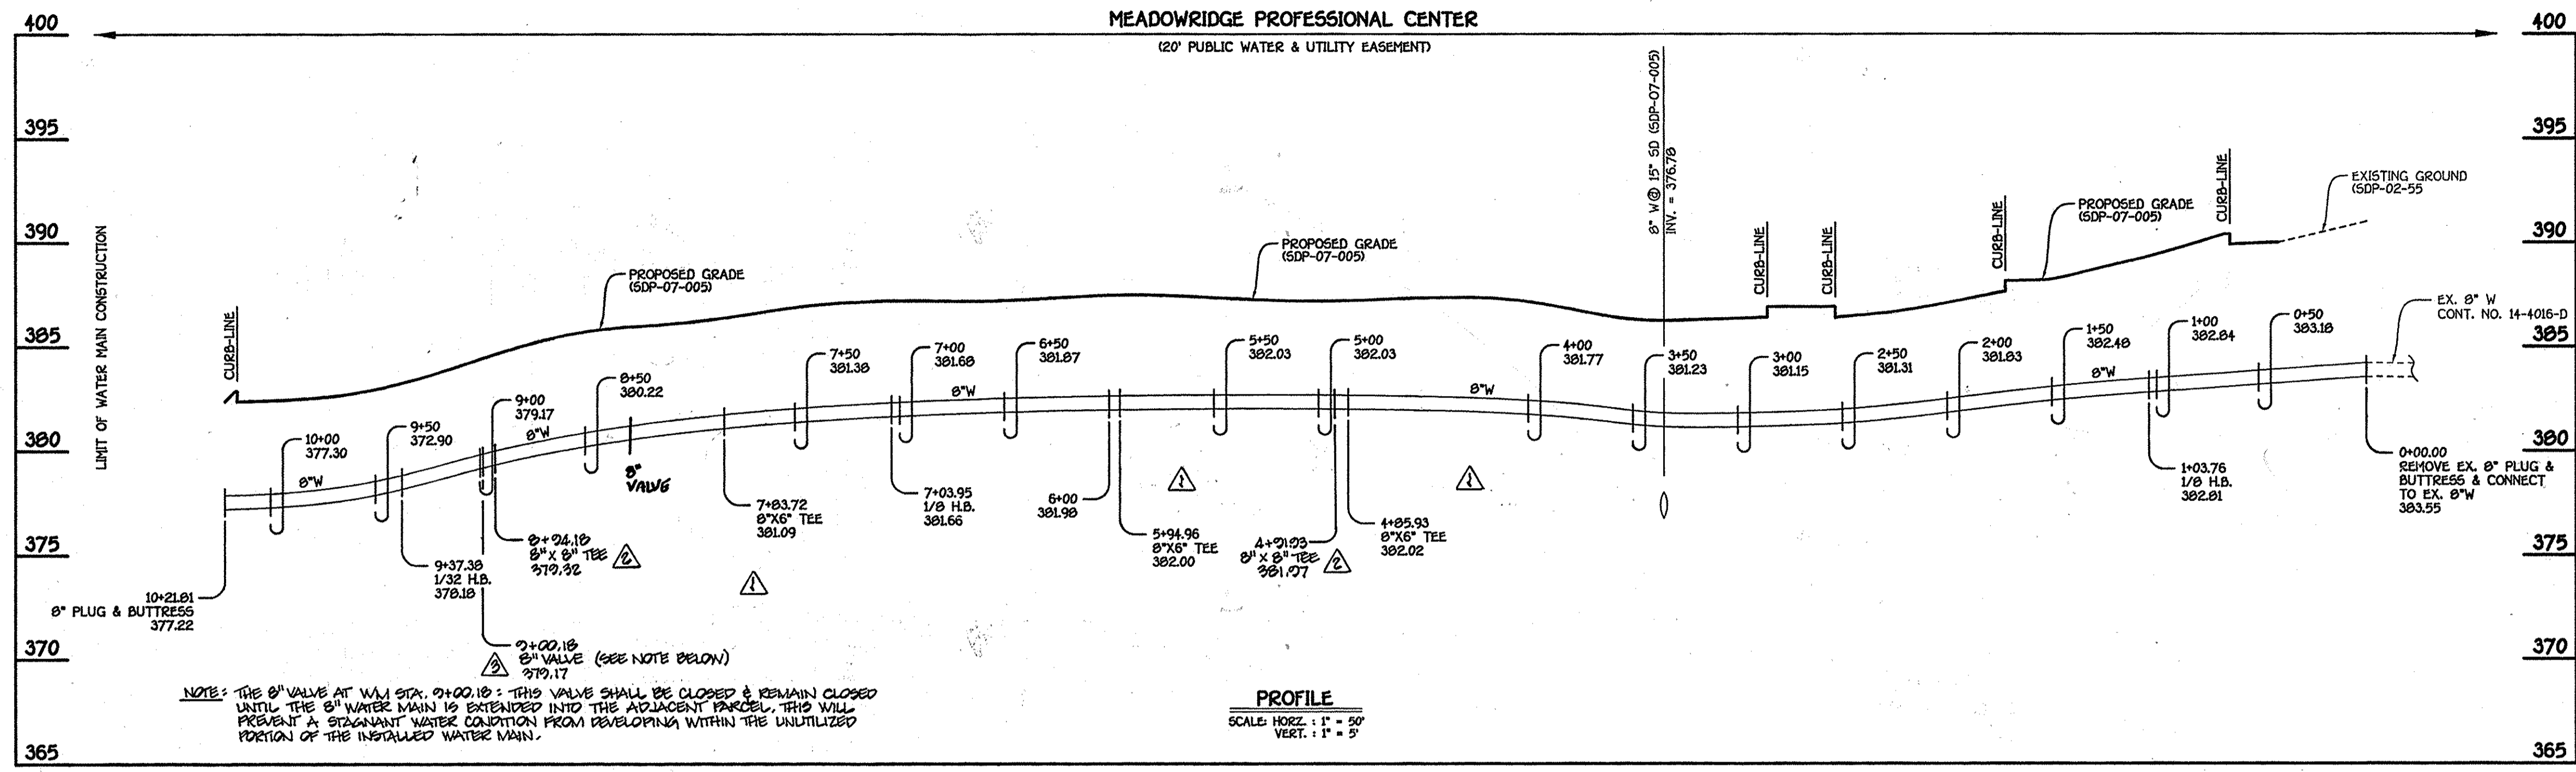 MEADOWRIDGE PROFESSIONAL CENTER
(20' PUBLIC WATER & UTILITY EASEMENT)
400
395
390
385
380
375
370
365
400
395
390
385
380
375
370
365
LIMIT OF WATER MAIN CONSTRUCTION
CURB-LINE
PROPOSED GRADE
(SDP-07-005)
PROPOSED GRADE
(SDP-07-005)
8" W@ 15" SD (SDP-07-005)
INV. = 376.78
CURB-LINE
CURB-LINE
CURB-LINE
PROPOSED GRADE
(SDP-07-005)
CURB-LINE
EXISTING GROUND
(SDP-02-55
EX. 8" W
CONT. NO. 14-4016-D
10+00
377.30
9+50
372.90
9+00
379.17
8+50
380.22
7+50
381.38
7+00
381.68
6+50
381.87
5+50
382.03
5+00
382.03
4+00
381.77
3+50
381.23
3+00
381.15
2+50
381.31
2+00
381.83
1+50
382.48
1+00
382.84
0+50
383.18
8"W
8"W
8"W
8"W
8"W
8"
VALVE
10+21.81
8" PLUG & BUTTRESS
377.22
9+37.38
1/32 H.B.
378.18
8+94.18
8" X 8" TEE
379.32
2
9+00.18
8" VALVE (SEE NOTE BELOW)
379.17
3
1
7+83.72
8"X6" TEE
381.09
7+03.95
1/8 H.B.
381.66
6+00
381.98
5+94.96
8"X6" TEE
382.00
1
4+91.93
8" X 8" TEE
381.97
2
4+85.93
8"X6" TEE
382.02
1
1+03.76
1/8 H.B.
382.81
0+00.00
REMOVE EX. 8" PLUG &
BUTTRESS & CONNECT
TO EX. 8"W
383.55
NOTE: THE 8" VALVE AT WM STA. 9+00.18: THIS VALVE SHALL BE CLOSED & REMAIN CLOSED
UNTIL THE 8" WATER MAIN IS EXTENDED INTO THE ADJACENT PARCEL. THIS WILL
PREVENT A STAGNANT WATER CONDITION FROM DEVELOPING WITHIN THE UNUTILIZED
PORTION OF THE INSTALLED WATER MAIN.
PROFILE
SCALE: HORZ. : 1" = 50'
VERT. : 1" = 5'